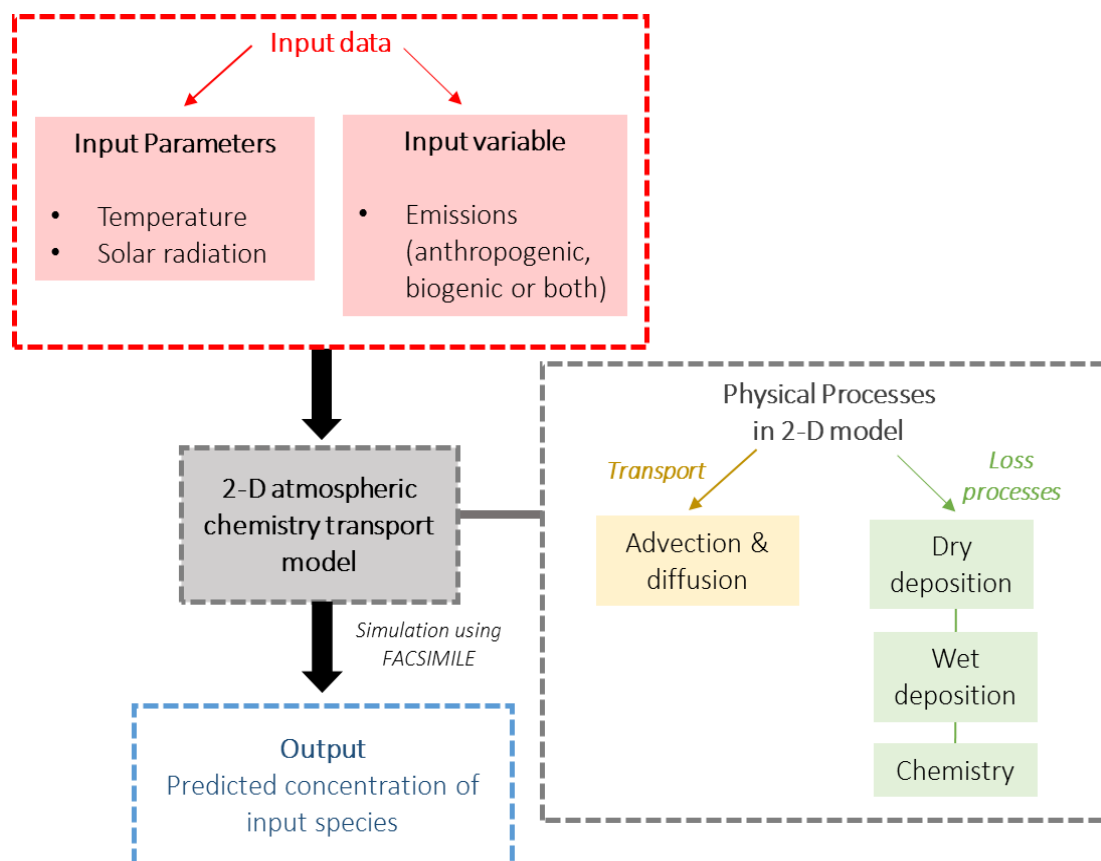 Input data
Input Parameters
• Temperature
• Solar radiation
Input variable
• Emissions
(anthropogenic,
biogenic or both)
2-D atmospheric
chemistry transport
model
Simulation using
FACSIMILE
Output
Predicted concentration of
input species
Physical Processes
in 2-D model
Transport
Advection &
diffusion
Loss
processes
Dry
deposition
Wet
deposition
Chemistry